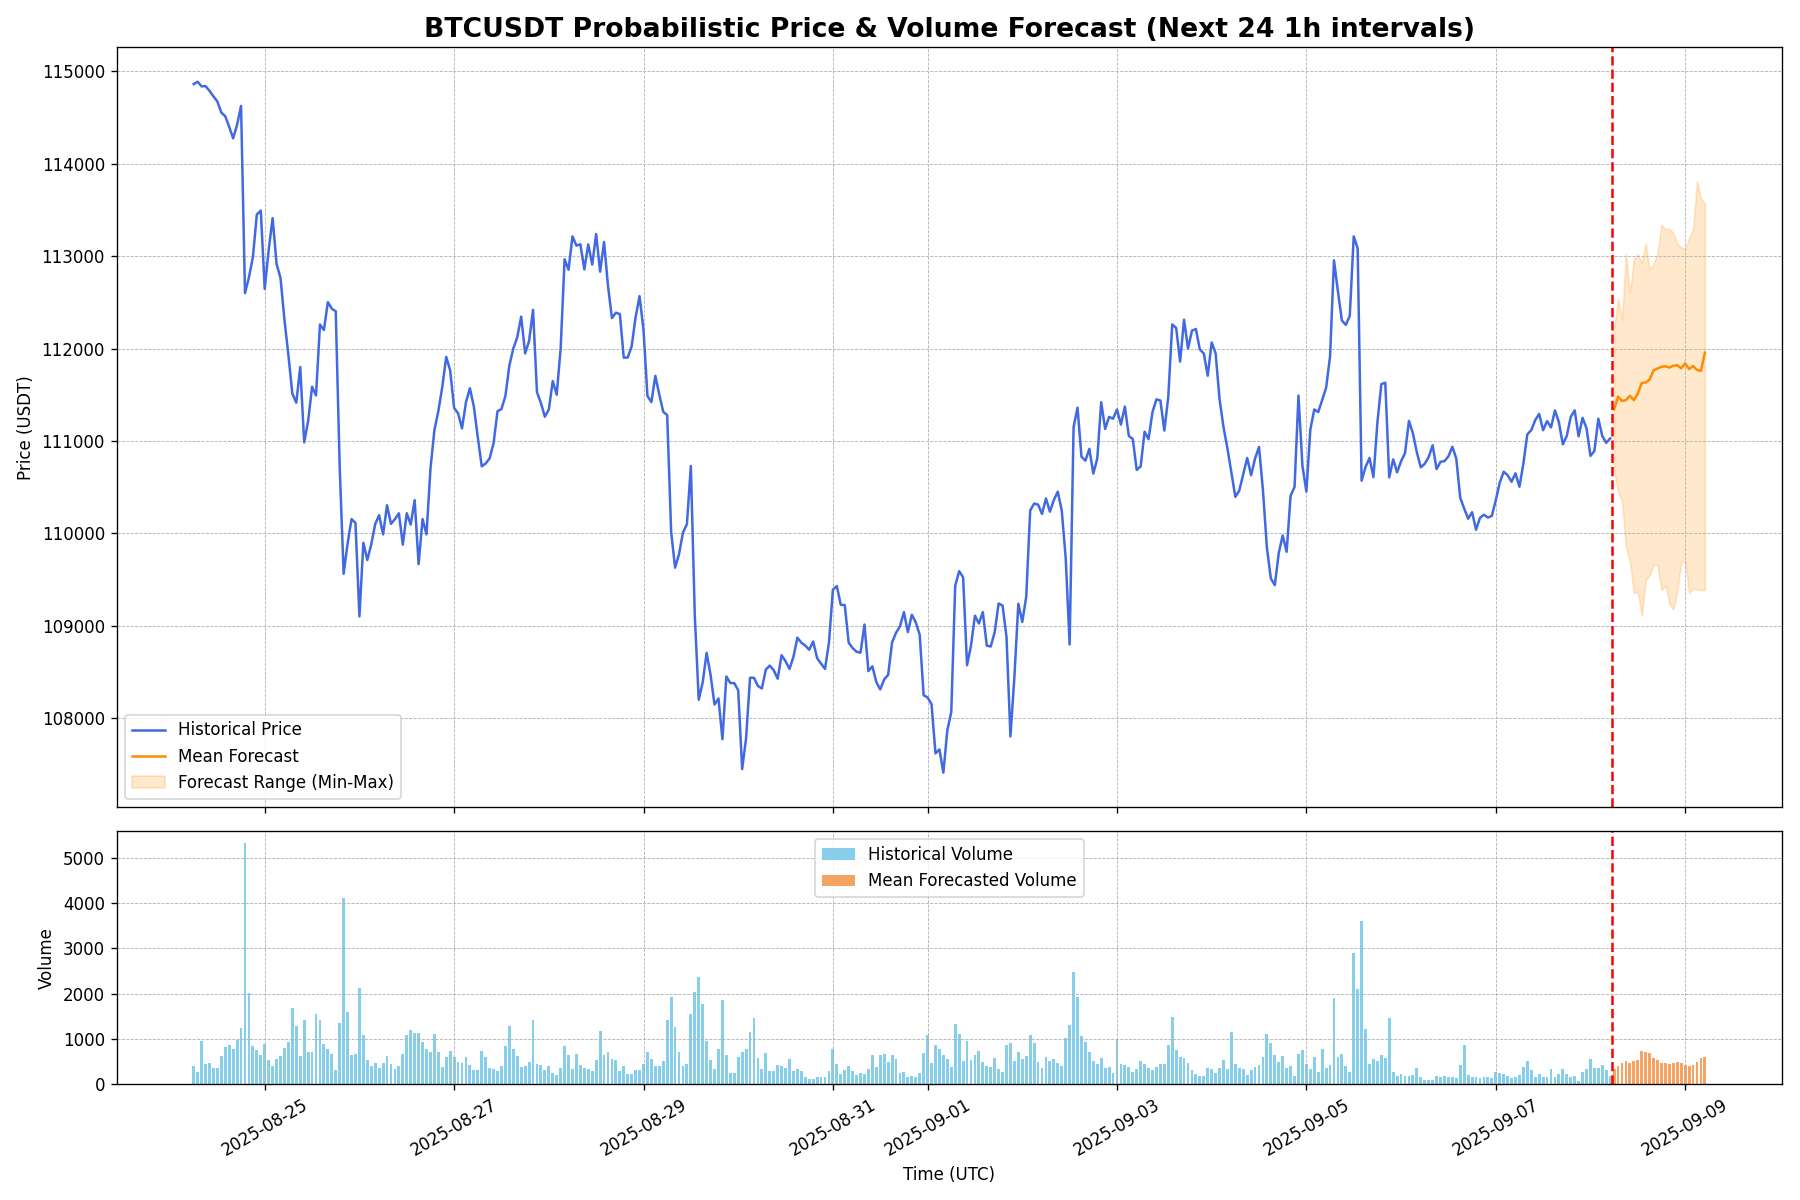 BTCUSDT Probabilistic Price & Volume Forecast (Next 24 1h intervals)
115000
114000
113000
112000
111000
110000
109000
108000
Price (USDT)
Historical Price
Mean Forecast
Forecast Range (Min-Max)
5000
4000
3000
2000
1000
0
Volume
Historical Volume
Mean Forecasted Volume
2025-08-25
2025-08-27
2025-08-29
2025-08-31
2025-09-01
2025-09-03
2025-09-05
2025-09-07
2025-09-09
Time (UTC)